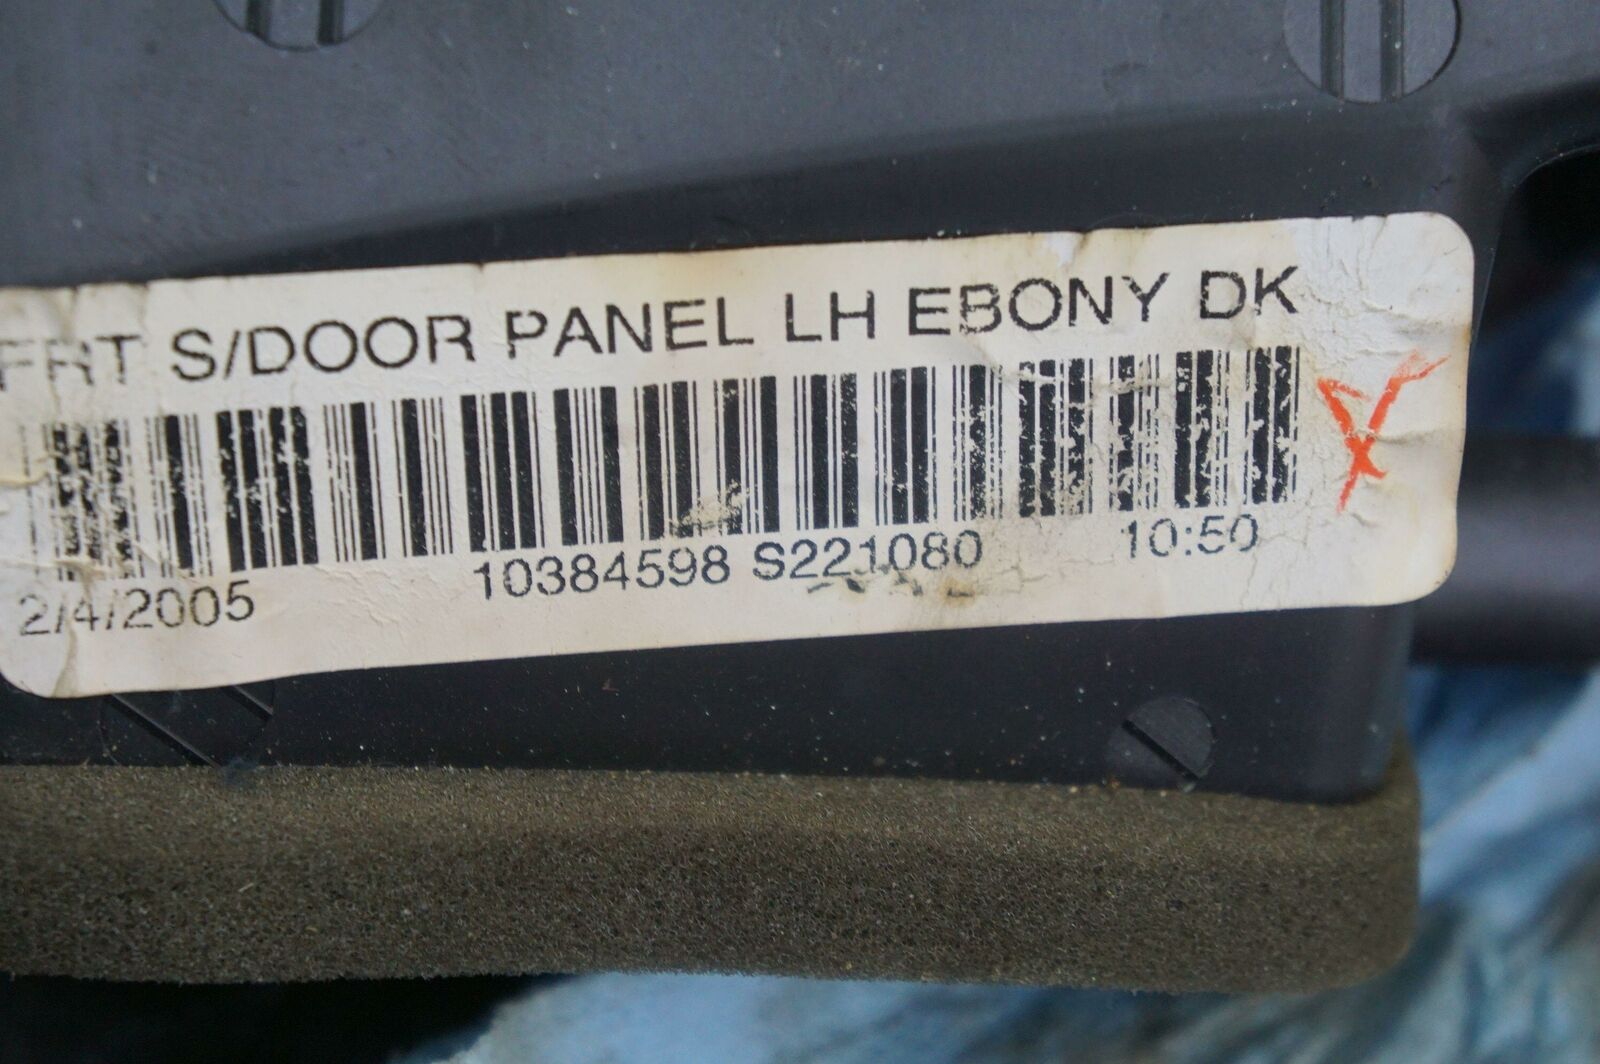 FRT S/DOOR PANEL LH EBONY DK
2/4/2005 10384598 S221080 10:50